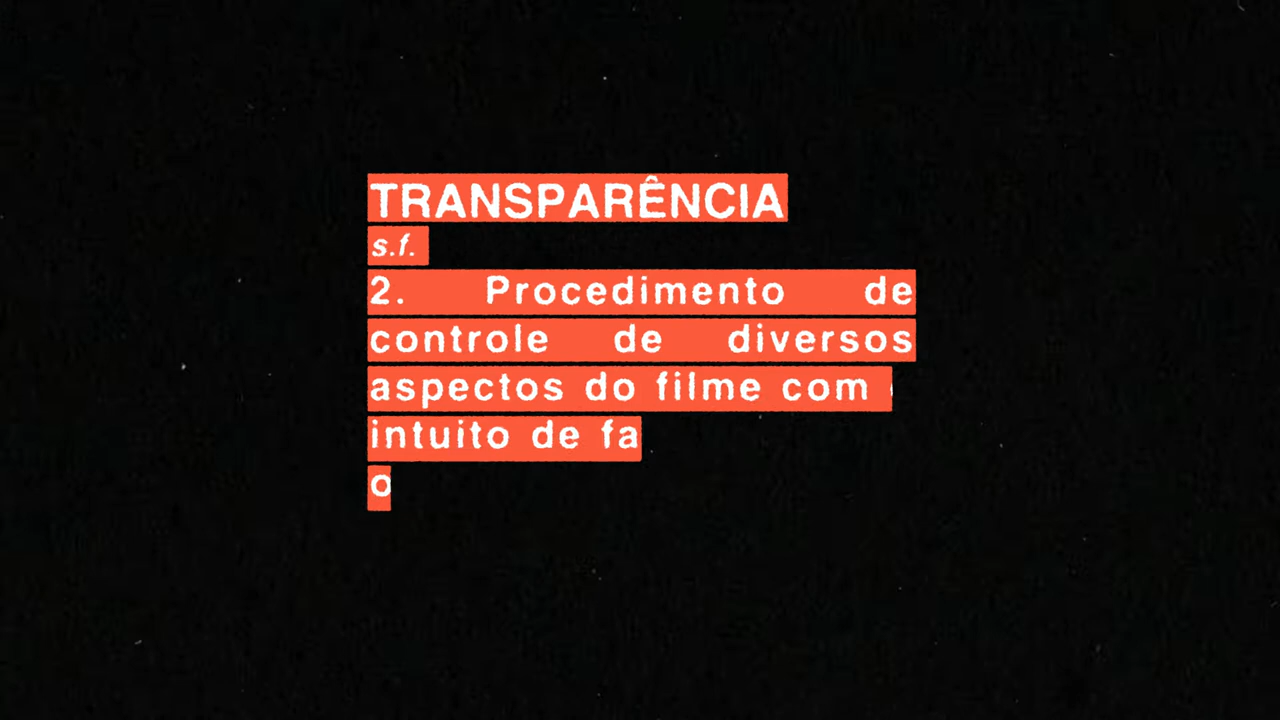 TRANSPARÊNCIA
s.f.
2. Procedimento de
controle de diversos
aspectos do filme com
intuito de fa
o